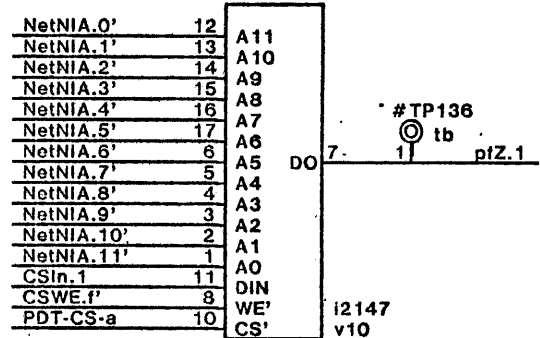 NetNIA.0' 12 A11
NetNIA.1' 13 A10
NetNIA.2' 14 A9
NetNIA.3' 15 A8
NetNIA.4' 16 A7
NetNIA.5' 17 A6
NetNIA.6' 6 A5 DO 7 1 pfZ.1
NetNIA.7' 5 A4
NetNIA.8' 4 A3
NetNIA.9' 3 A2
NetNIA.10' 2 A1
NetNIA.11' 1 A0
CSIn.1 11 DIN
CSWE.f' 8 WE' i2147
PDT-CS-a 10 CS' v10
#TP136
tb